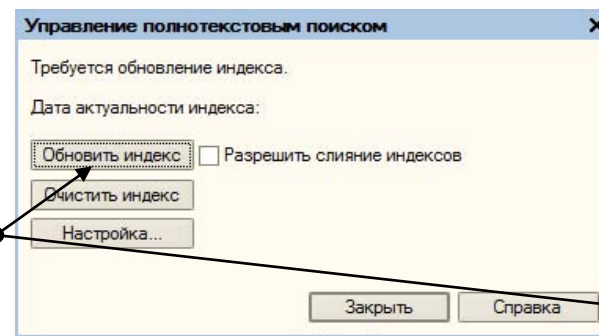 Управление полнотекстовым поиском
Требуется обновление индекса.
Дата актуальности индекса:
Обновить индекс Разрешить слияние индексов
Очистить индекс
Настройка...
Закрыть Справка